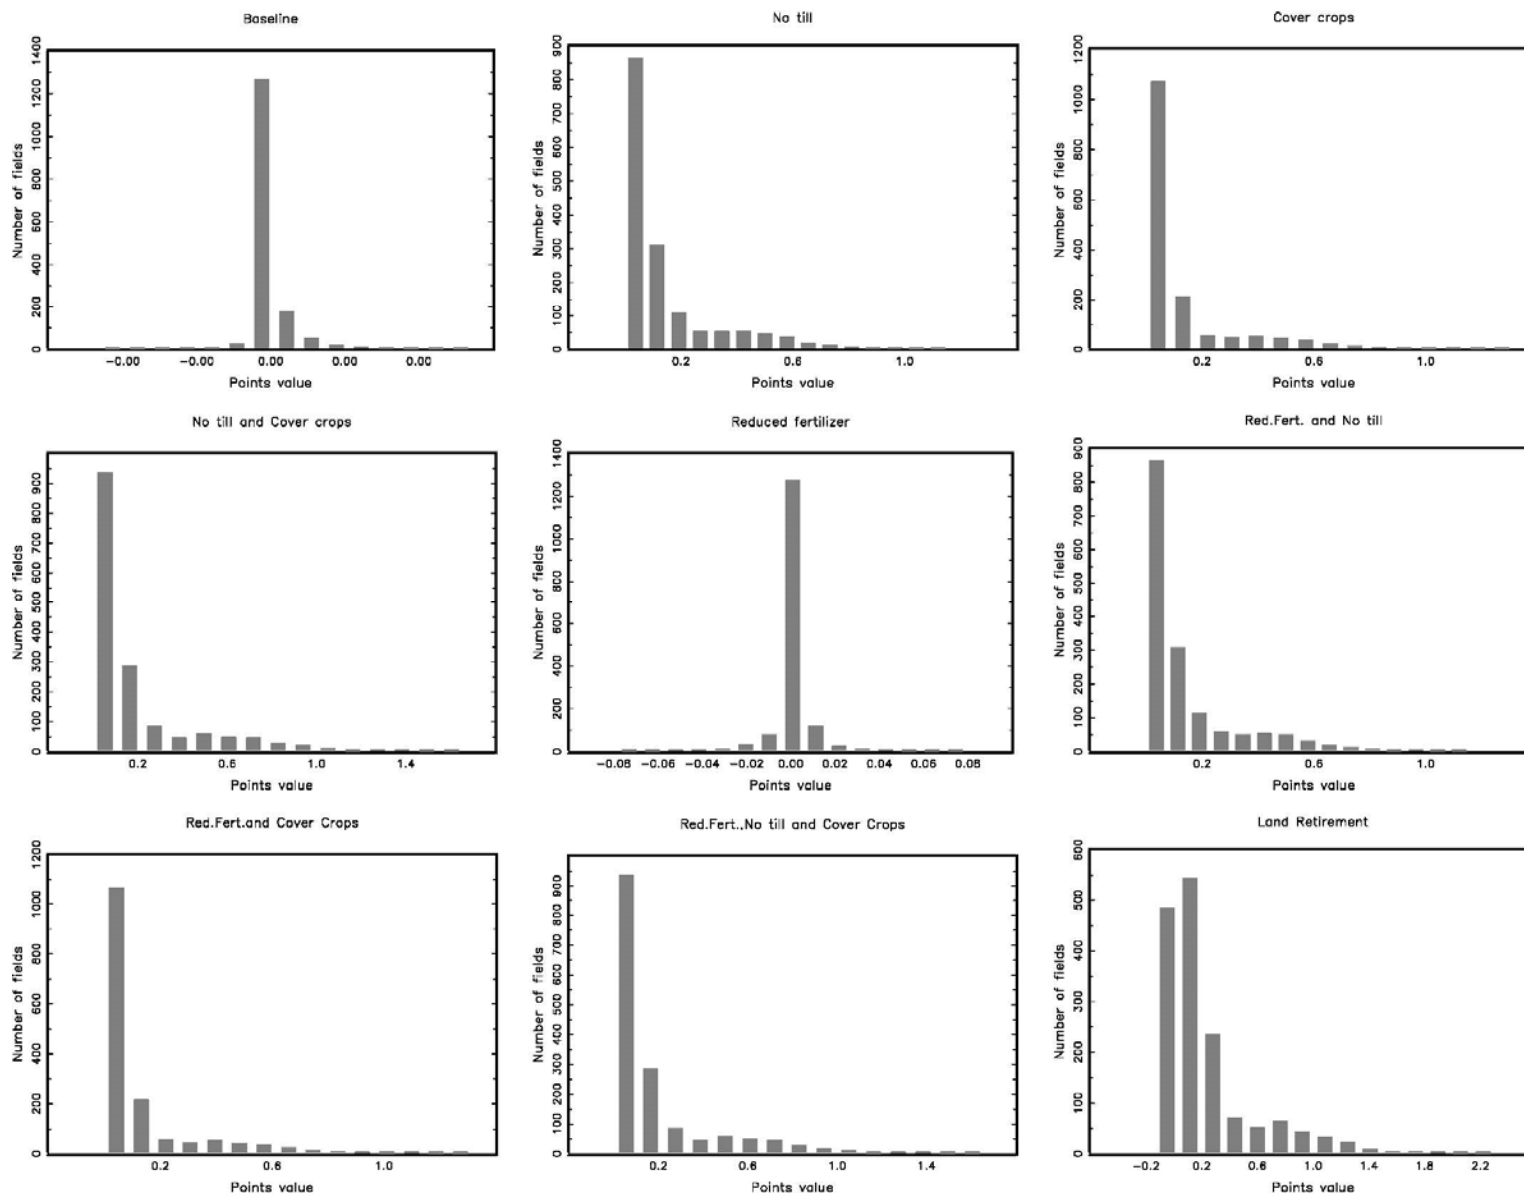 Baseline
Number of fields
0 200 400 600 800 1000 1200 1400
-0.00 -0.00 0.00 0.00 0.00
Points value
No till
Number of fields
0 100 200 300 400 500 600 700 800 900
0.2 0.6 1.0
Points value
Cover crops
Number of fields
0 200 400 600 800 1000 1200
0.2 0.6 1.0
Points value
No till and Cover crops
Number of fields
0 100 200 300 400 500 600 700 800 900
0.2 0.6 1.0 1.4
Points value
Reduced fertilizer
Number of fields
0 200 400 600 800 1000 1200 1400
-0.08 -0.06 -0.04 -0.02 0.00 0.02 0.04 0.06 0.08
Points value
Red.Fert. and No till
Number of fields
0 100 200 300 400 500 600 700 800 900
0.2 0.6 1.0
Points value
Red.Fert.and Cover Crops
Number of fields
0 200 400 600 800 1000 1200
0.2 0.6 1.0
Points value
Red.Fert.,No till and Cover Crops
Number of fields
0 100 200 300 400 500 600 700 800 900
0.2 0.6 1.0 1.4
Points value
Land Retirement
Number of fields
0 100 200 300 400 500 600
-0.2 0.2 0.6 1.0 1.4 1.8 2.2
Points value